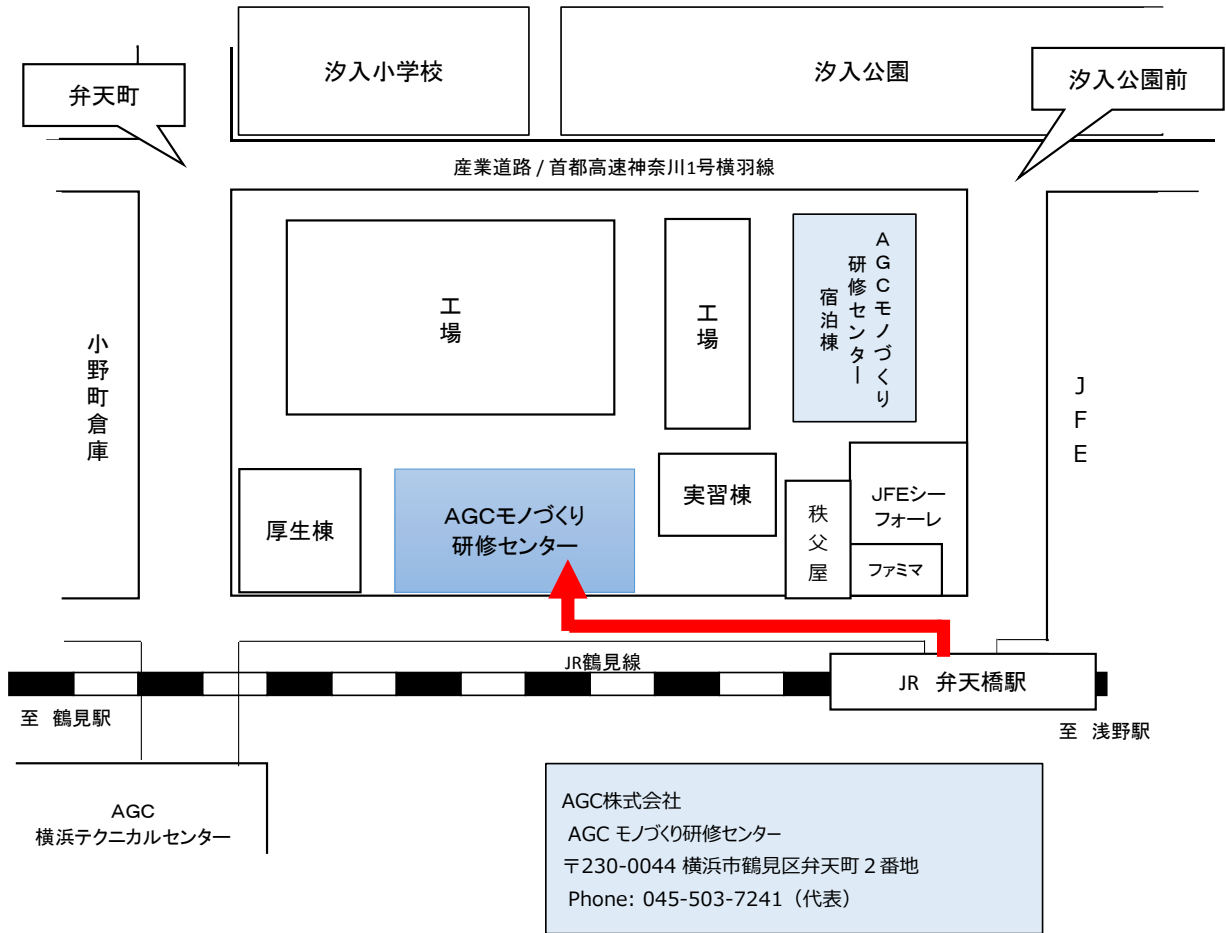 汐入小学校
汐入公園
弁天町
汐入公園前
産業道路 / 首都高速神奈川1号横羽線
工場
工場
AGCモノづくり
研修センター
宿泊棟
小野町倉庫
JFE
厚生棟
AGCモノづくり
研修センター
実習棟
秩父屋
JFEシー
フォーレ
ファミマ
JR鶴見線
JR 弁天橋駅
至 鶴見駅
至 浅野駅
AGC
横浜テクニカルセンター
AGC株式会社
AGC モノづくり研修センター
〒230-0044 横浜市鶴見区弁天町２番地
Phone: 045-503-7241（代表）